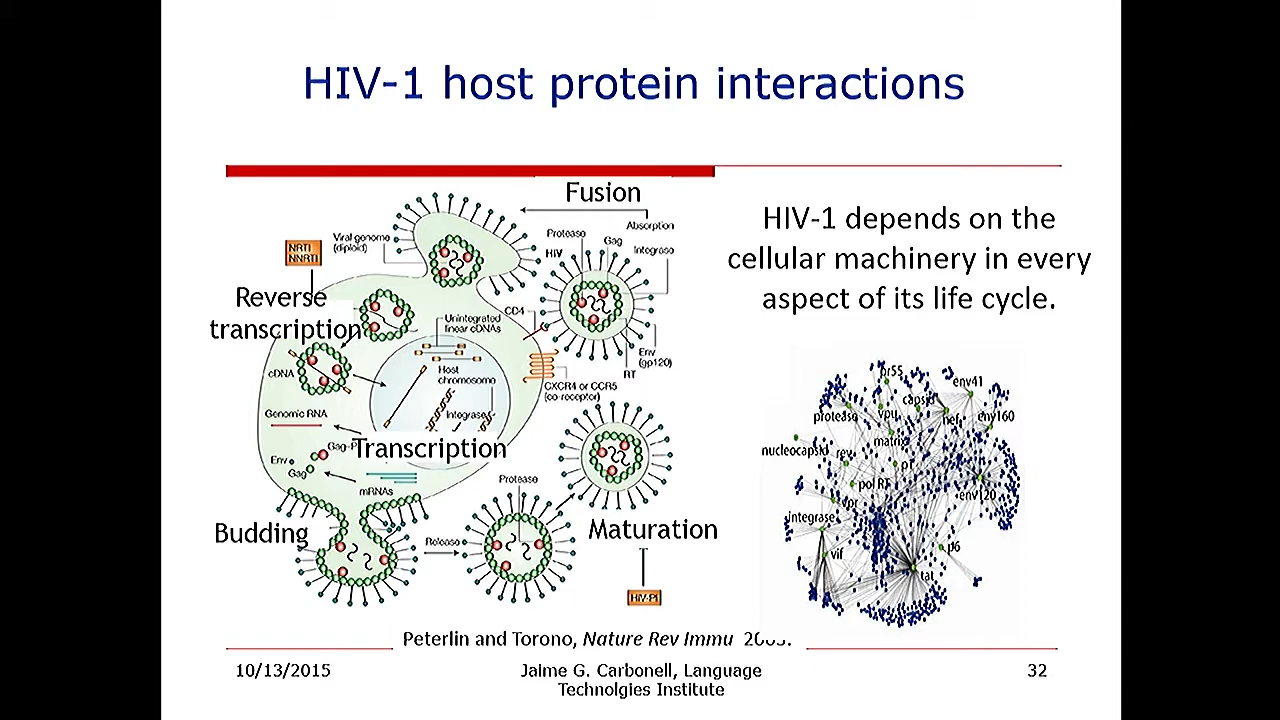 HIV-1 host protein interactions
Fusion
Absorption
Protease
Gag
HIV
Integrase
Viral genome
(diploid)
NRTI
NNRTI
Reverse
transcription
CD4
Unintegrated
linear cDNAs
Env
(gp120)
RT
cDNA
Host
chromosome
CXCR4 or CCR5
(co-receptor)
Integrase
Genomic RNA
Gag-P
Transcription
Env
Gag
mRNAs
Protease
Budding
Release
Maturation
HIV-PI
HIV-1 depends on the
cellular machinery in every
aspect of its life cycle.
pr55
env41
capsid
protease
vpu
nef
env160
matrix
nucleocapsid
rev
pr
pol RT
env120
vpr
integrase
vif
p6
tat
Peterlin and Torono, Nature Rev Immu
10/13/2015
Jaime G. Carbonell, Language
Technolgies Institute
32